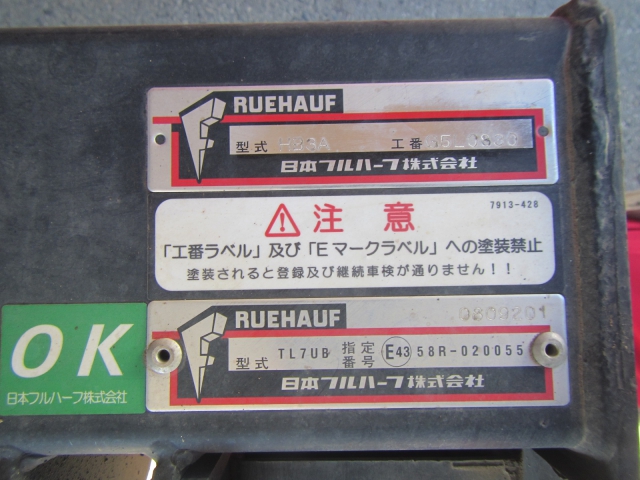 FRUEHAUF
型式 工番
日本フルハーフ株式会社
7913-428
注意
「工番ラベル」及び「Eマークラベル」への塗装禁止
塗装されると登録及び継続車検が通りません!!
FRUEHAUF 0309201
型式 TL7UB 指定番号 E43 58R-020055
日本フルハーフ株式会社
OK
日本フルハーフ株式会社